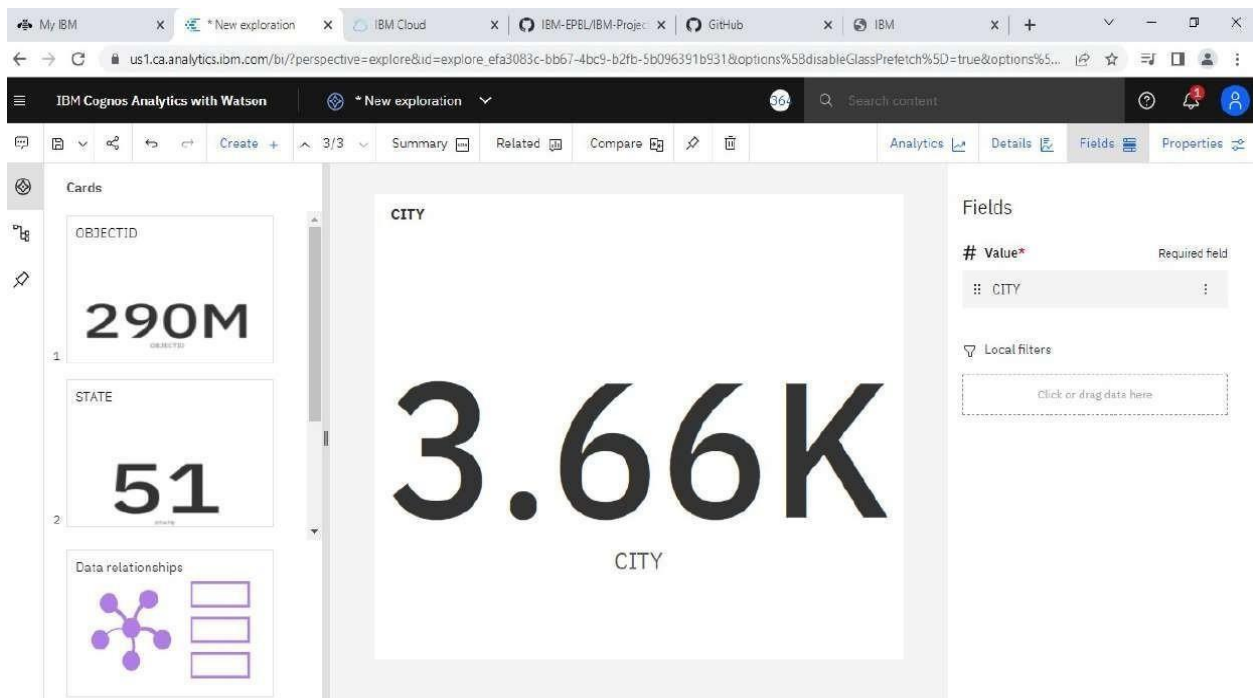 My IBM
* New exploration
IBM Cloud
IBM-EPBL/IBM-Projec
GitHub
IBM
us1.ca.analytics.ibm.com/bi/?perspective=explore&id=explore_efa3083c-bb67-4bc9-b2fb-5b096391b931&options%5BdisableGlassPrefetch%5D=true&options%5...
IBM Cognos Analytics with Watson
* New exploration
364
Search content
1
Create +
3/3
Summary
Related
Compare
Analytics
Details
Fields
Properties
Cards
OBJECTID
290M
OBJECTID
1
STATE
51
STATE
2
Data relationships
CITY
3.66K
CITY
Fields
# Value*
Required field
CITY
Local filters
Click or drag data here